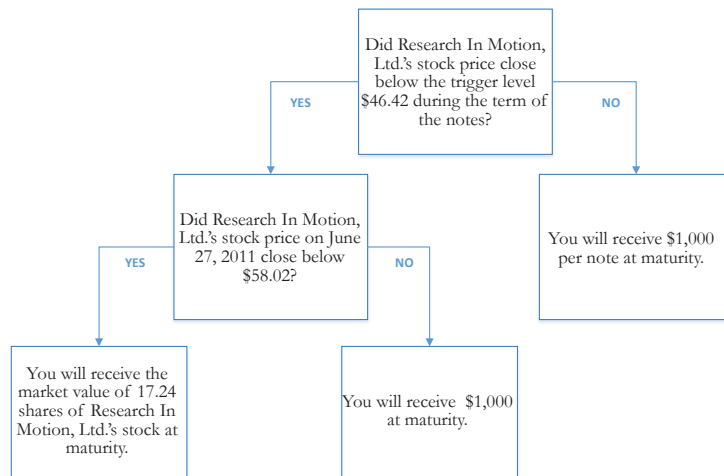 Did Research In Motion,
Ltd.'s stock price close
below the trigger level
$46.42 during the term of
the notes?
YES
NO
Did Research In Motion,
Ltd.'s stock price on June
27, 2011 close below
$58.02?
You will receive $1,000
per note at maturity.
YES
NO
You will receive the
market value of 17.24
shares of Research In
Motion, Ltd.'s stock at
maturity.
You will receive $1,000
at maturity.